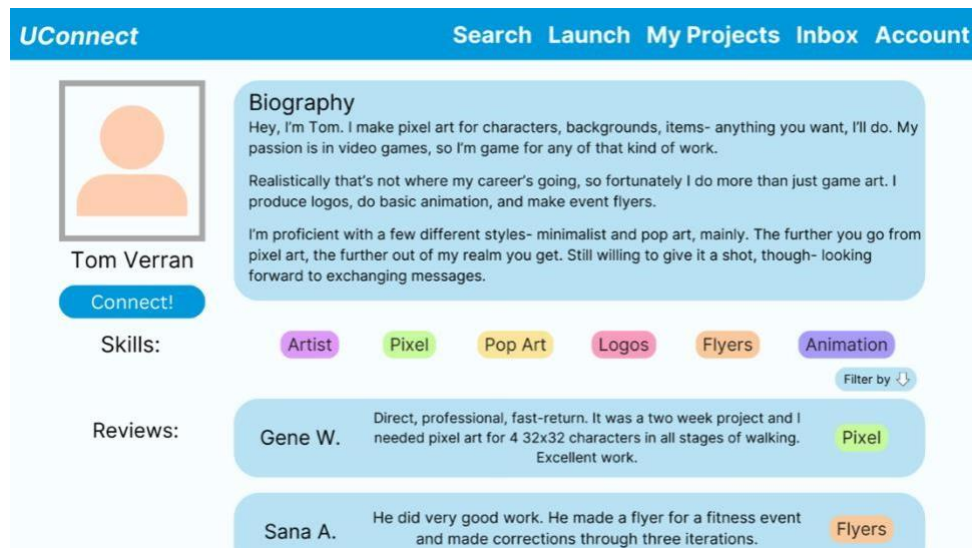 UConnect
Search Launch My Projects Inbox Account
Biography
Hey, I'm Tom. I make pixel art for characters, backgrounds, items- anything you want, I'll do. My
passion is in video games, so I'm game for any of that kind of work.
Realistically that's not where my career's going, so fortunately I do more than just game art. I
produce logos, do basic animation, and make event flyers.
I'm proficient with a few different styles- minimalist and pop art, mainly. The further you go from
pixel art, the further out of my realm you get. Still willing to give it a shot, though- looking
forward to exchanging messages.
Tom Verran
Connect!
Skills:
Artist
Pixel
Pop Art
Logos
Flyers
Animation
Filter by
Reviews:
Gene W.
Direct, professional, fast-return. It was a two week project and I
needed pixel art for 4 32x32 characters in all stages of walking.
Excellent work.
Pixel
Sana A.
He did very good work. He made a flyer for a fitness event
and made corrections through three iterations.
Flyers